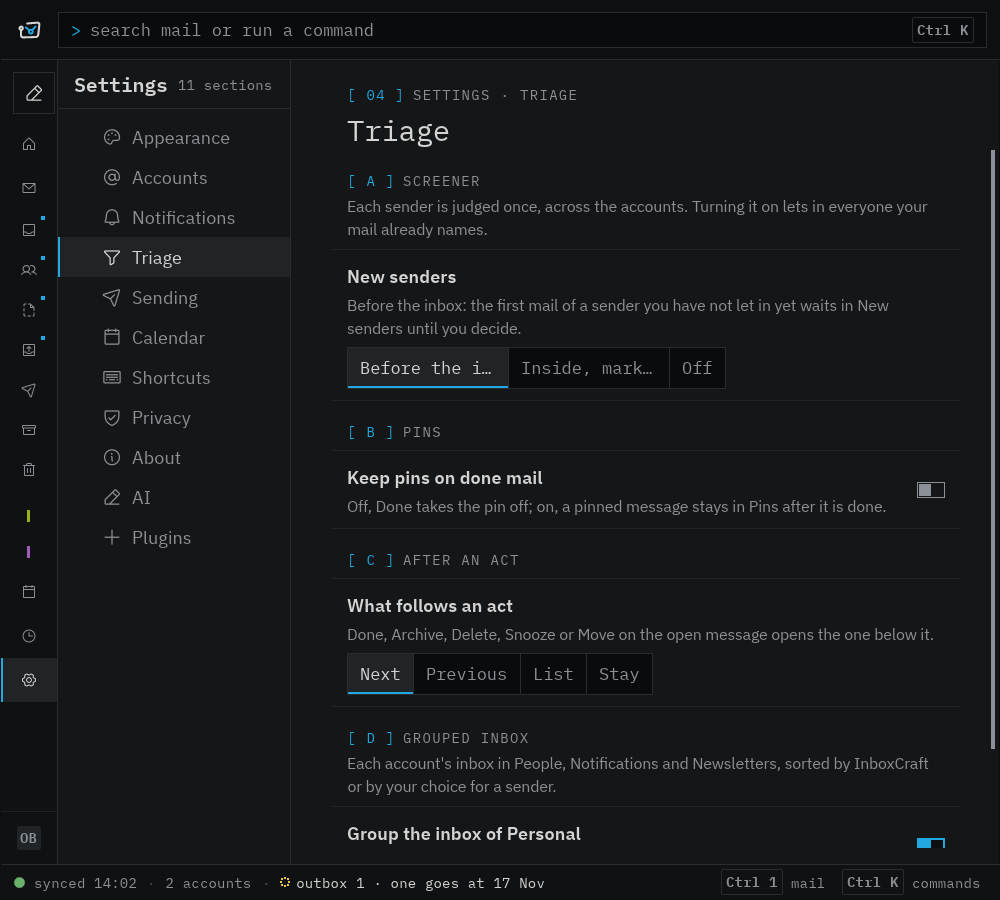 > search mail or run a command Ctrl K
Settings 11 sections
Appearance
Accounts
Notifications
Triage
Sending
Calendar
Shortcuts
Privacy
About
AI
Plugins
[ 04 ] SETTINGS · TRIAGE
Triage
[ A ] SCREENER
Each sender is judged once, across the accounts. Turning it on lets in everyone your
mail already names.
New senders
Before the inbox: the first mail of a sender you have not let in yet waits in New
senders until you decide.
Before the i… Inside, mark… Off
[ B ] PINS
Keep pins on done mail
Off, Done takes the pin off; on, a pinned message stays in Pins after it is done.
[ C ] AFTER AN ACT
What follows an act
Done, Archive, Delete, Snooze or Move on the open message opens the one below it.
Next Previous List Stay
[ D ] GROUPED INBOX
Each account's inbox in People, Notifications and Newsletters, sorted by InboxCraft
or by your choice for a sender.
Group the inbox of Personal
OB
synced 14:02 · 2 accounts · outbox 1 · one goes at 17 Nov Ctrl 1 mail Ctrl K commands